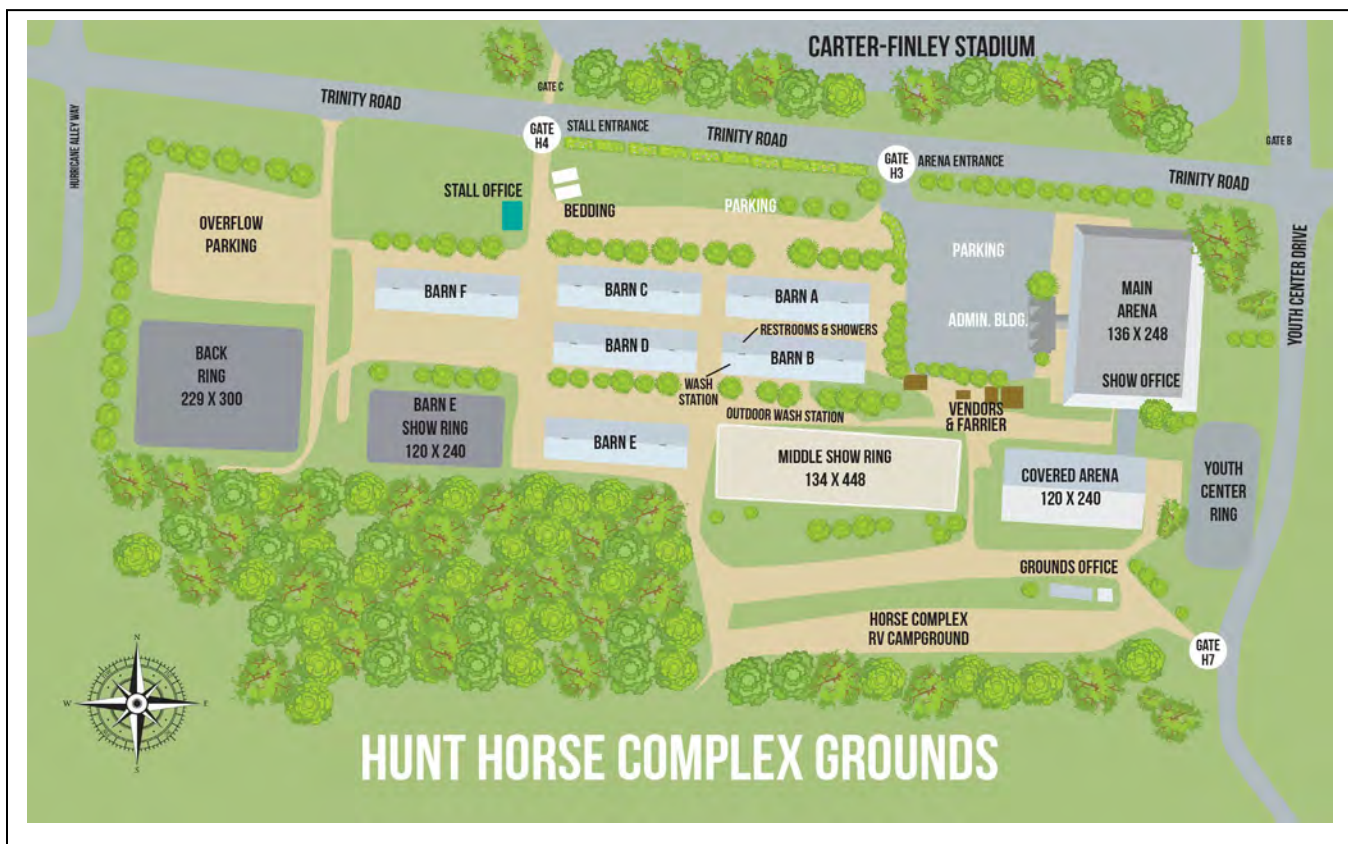 CARTER-FINLEY STADIUM
GATE C
TRINITY ROAD
HURRICANE ALLEY WAY
GATE
H4
STALL ENTRANCE
TRINITY ROAD
GATE
H3
ARENA ENTRANCE
GATE B
TRINITY ROAD
YOUTH CENTER DRIVE
STALL OFFICE
BEDDING
PARKING
OVERFLOW
PARKING
PARKING
BARN F
BARN C
BARN A
MAIN
ARENA
136 X 248
ADMIN. BLDG.
RESTROOMS & SHOWERS
BARN D
BARN B
BACK
RING
229 X 300
WASH
STATION
SHOW OFFICE
BARN E
SHOW RING
120 X 240
OUTDOOR WASH STATION
VENDORS
& FARRIER
BARN E
MIDDLE SHOW RING
134 X 448
COVERED ARENA
120 X 240
YOUTH
CENTER
RING
GROUNDS OFFICE
HORSE COMPLEX
RV CAMPGROUND
GATE
H7
N
W
E
S
HUNT HORSE COMPLEX GROUNDS